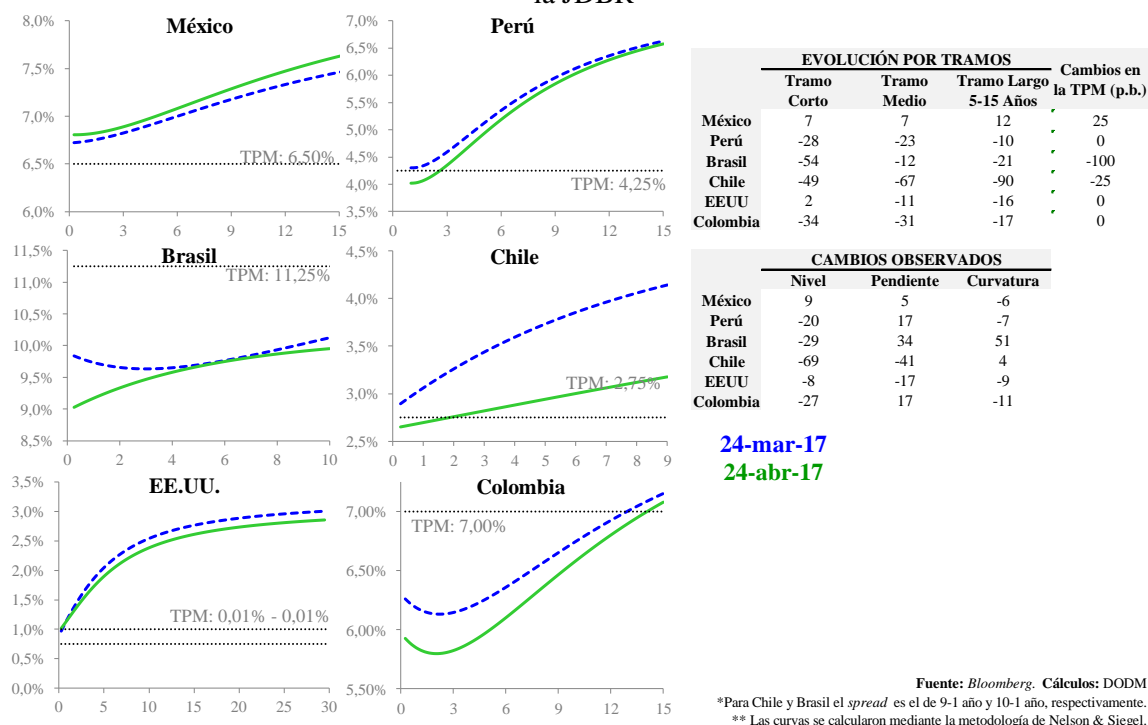 la JDBR
México
8,0%
7,5%
7,0%
6,5%
6,0%
TPM: 6,50%
0 3 6 9 12 15
Perú
7,0%
6,5%
6,0%
5,5%
5,0%
4,5%
4,0%
3,5%
TPM: 4,25%
0 3 6 9 12 15
Brasil
11,5%
11,0%
10,5%
10,0%
9,5%
9,0%
8,5%
TPM: 11,25%
0 2 4 6 8 10
Chile
4,5%
4,0%
3,5%
3,0%
2,5%
TPM: 2,75%
0 1 2 3 4 5 6 7 8 9
EE.UU.
3,5%
3,0%
2,5%
2,0%
1,5%
1,0%
0,5%
0,0%
TPM: 0,01% - 0,01%
0 5 10 15 20 25 30
Colombia
7,00%
6,50%
6,00%
5,50%
TPM: 7,00%
0 3 6 9 12 15
EVOLUCIÓN POR TRAMOS
Tramo Corto Tramo Medio Tramo Largo 5-15 Años Cambios en la TPM (p.b.)
México 7 7 12 25
Perú -28 -23 -10 0
Brasil -54 -12 -21 -100
Chile -49 -67 -90 -25
EEUU 2 -11 -16 0
Colombia -34 -31 -17 0
CAMBIOS OBSERVADOS
Nivel Pendiente Curvatura
México 9 5 -6
Perú -20 17 -7
Brasil -29 34 51
Chile -69 -41 4
EEUU -8 -17 -9
Colombia -27 17 -11
24-mar-17
24-abr-17
Fuente: Bloomberg. Cálculos: DODM
*Para Chile y Brasil el spread es el de 9-1 año y 10-1 año, respectivamente
** Las curvas se calcularon mediante la metodología de Nelson & Siegel.